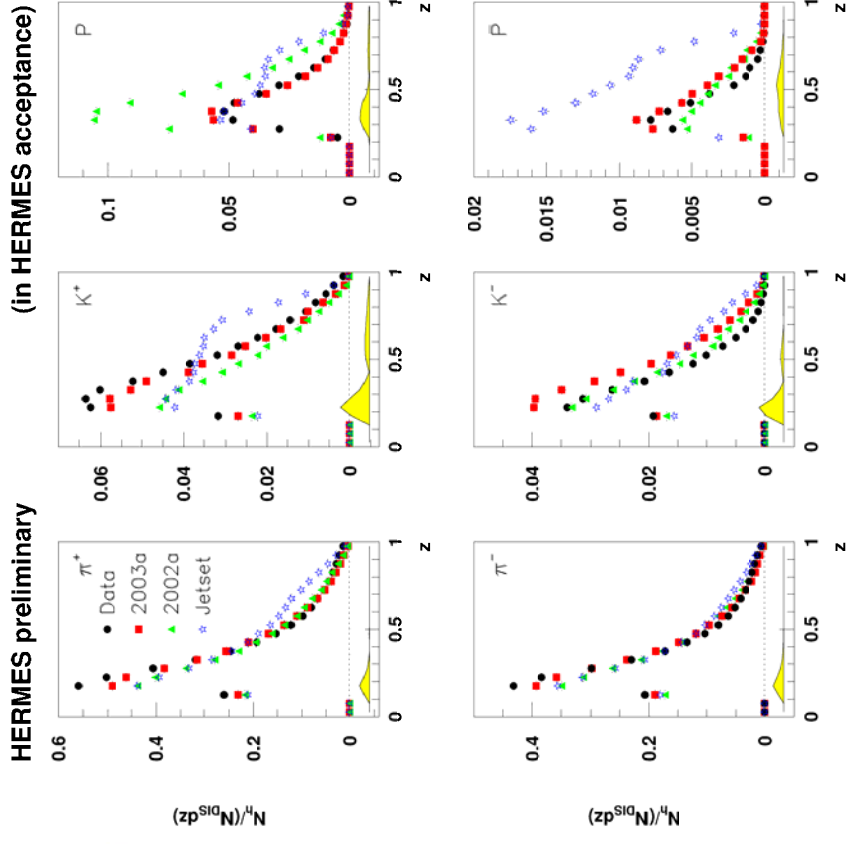 HERMES preliminary (in HERMES acceptance)
N_h/(N_DIS dz)
0.6
0.4
0.2
0
π⁺
Data
2003a
2002a
Jetset
0 0.5 1
z
0.06
0.04
0.02
0
K⁺
0 0.5 1
z
0.1
0.05
0
P
0 0.5 1
z
N_h/(N_DIS dz)
0.4
0.2
0
π⁻
0 0.5 1
z
0.04
0.02
0
K⁻
0 0.5 1
z
0.02
0.015
0.01
0.005
0
P̄
0 0.5 1
z